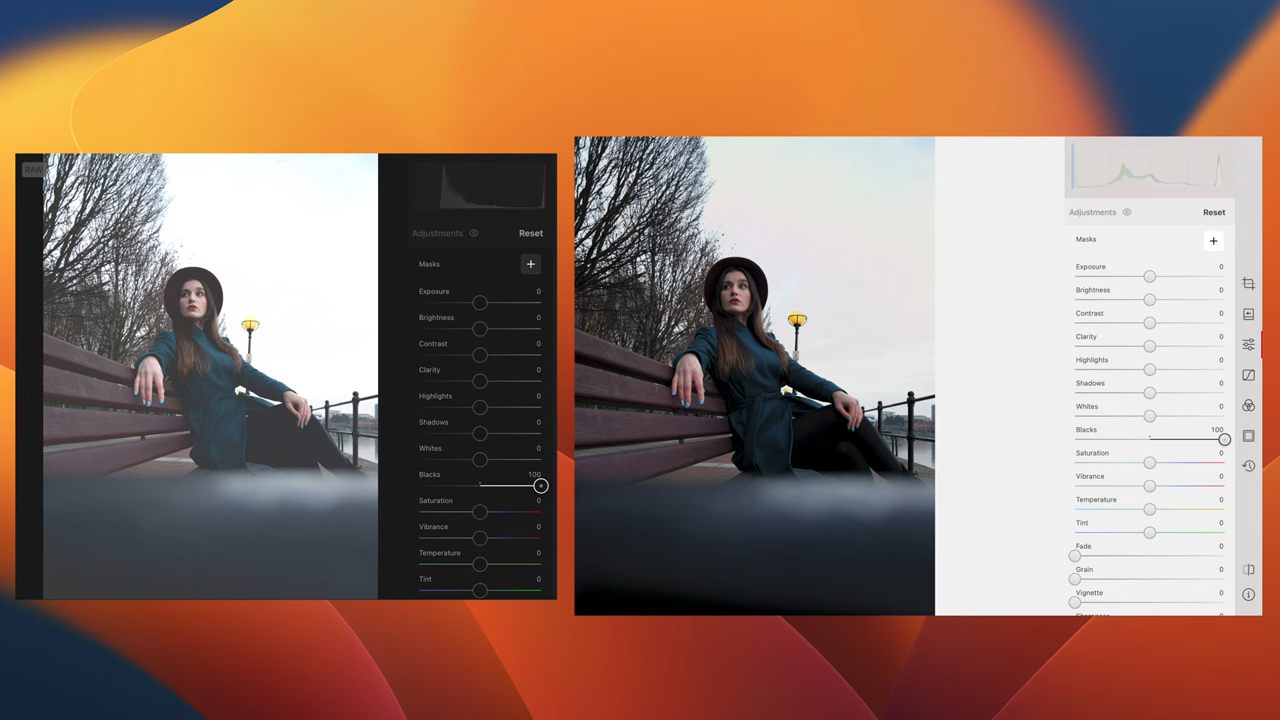 RAW
Adjustments Reset
Masks +
Exposure 0
Brightness 0
Contrast 0
Clarity 0
Highlights 0
Shadows 0
Whites 0
Blacks 100
Saturation 0
Vibrance 0
Temperature 0
Tint 0
Adjustments Reset
Masks +
Exposure 0
Brightness 0
Contrast 0
Clarity 0
Highlights 0
Shadows 0
Whites 0
Blacks 100
Saturation 0
Vibrance 0
Temperature 0
Tint 0
Fade 0
Grain 0
Vignette 0